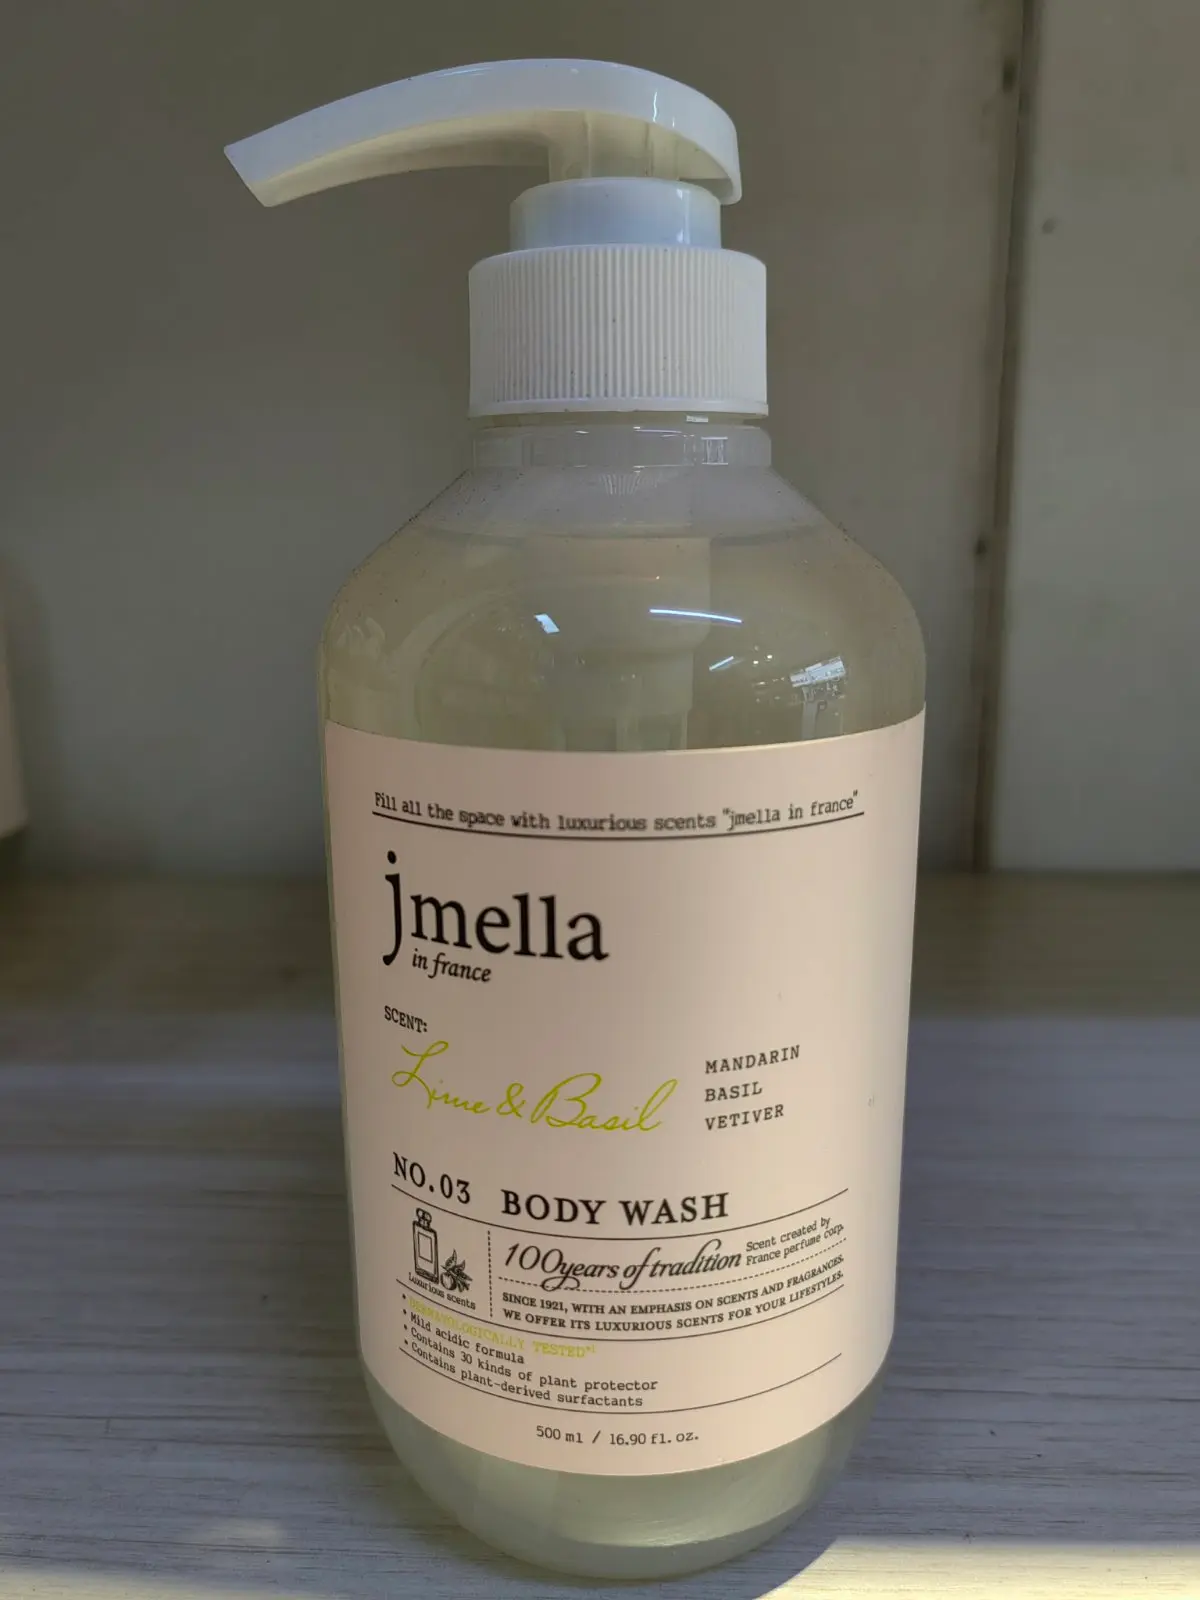 Fill all the space with luxurious scents "jmella in france"
jmella
in france
SCENT:
Lime & Basil
MANDARIN
BASIL
VETIVER
NO.03 BODY WASH
Luxurious scents
100years of tradition
Scent created by
France perfume corp.
SINCE 1921, WITH AN EMPHASIS ON SCENTS AND FRAGRANCES.
WE OFFER ITS LUXURIOUS SCENTS FOR YOUR LIFESTYLES.
• DERMATOLOGICALLY TESTED*¹
• Mild acidic formula
• Contains 30 kinds of plant protector
• Contains plant-derived surfactants
500 ml / 16.90 fl. oz.